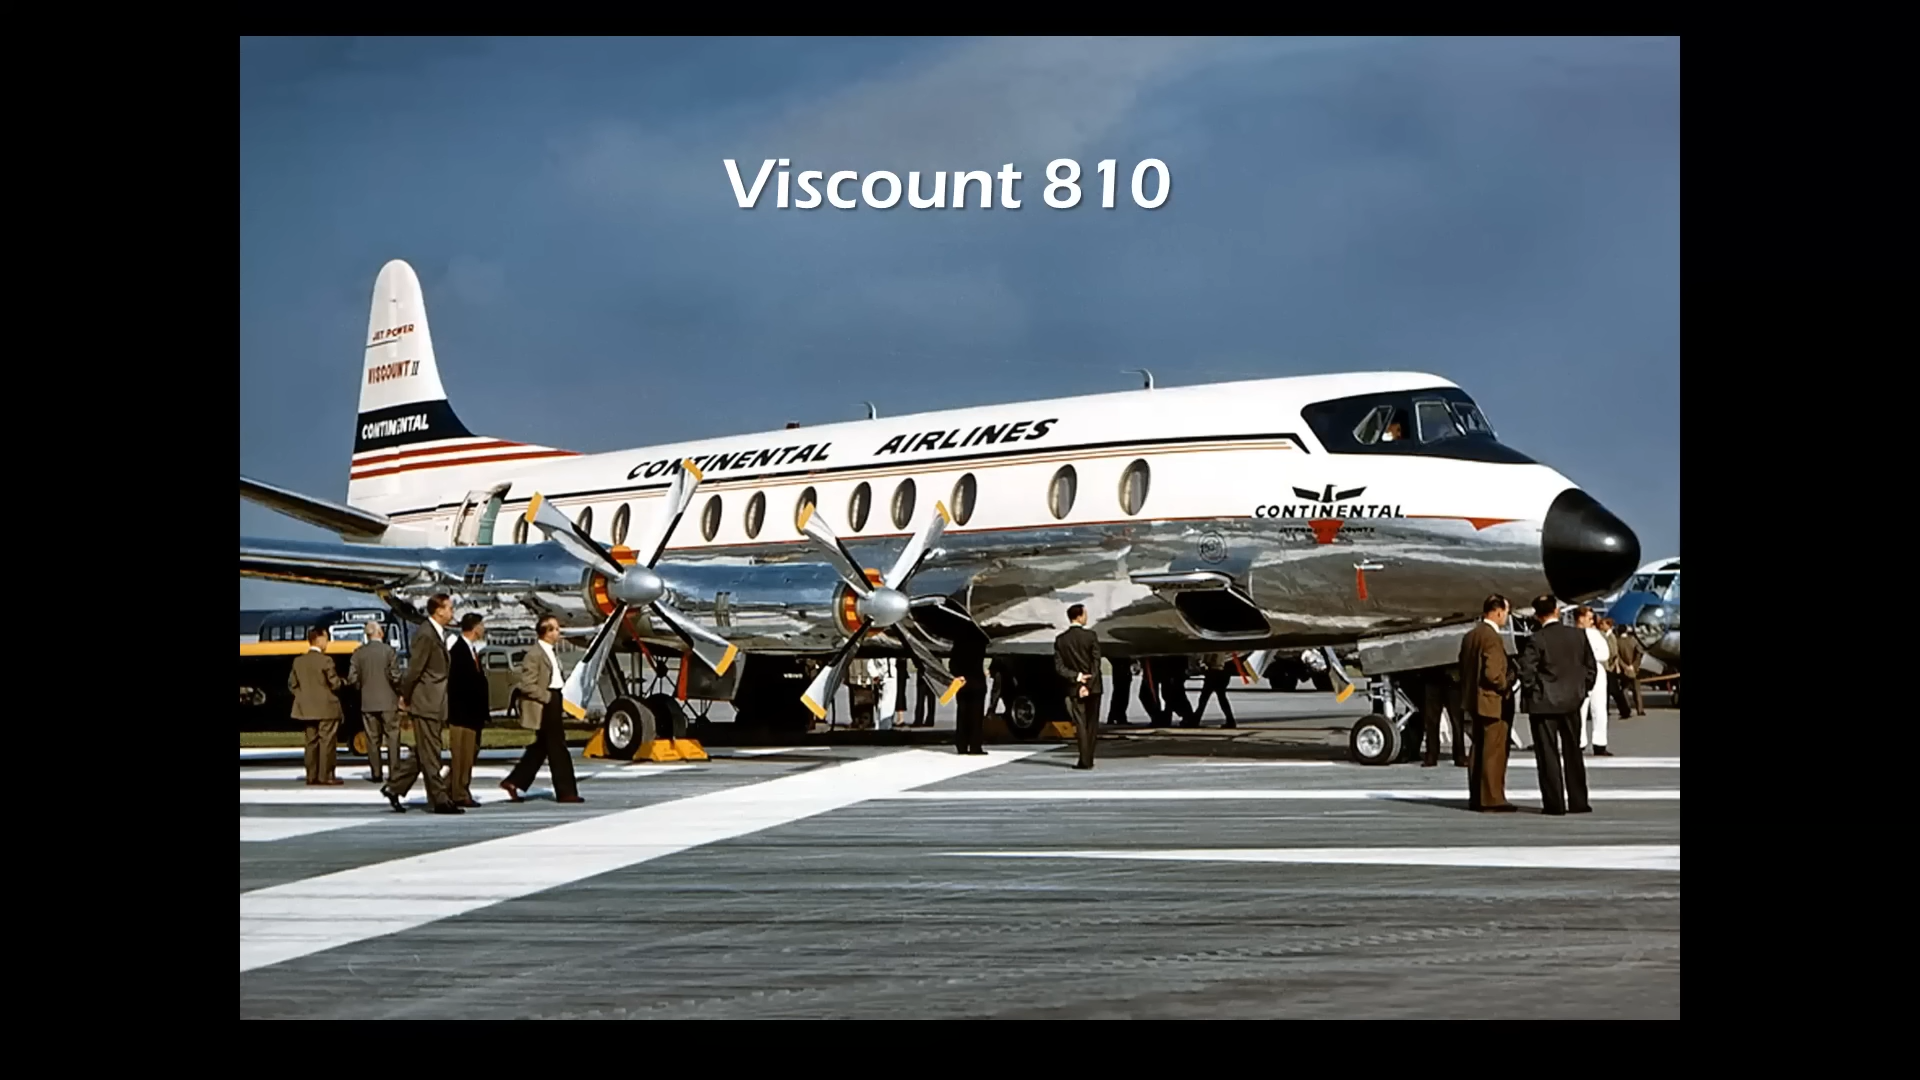 Viscount 810
JET POWER
VISCOUNT II
CONTINENTAL
CONTINENTAL AIRLINES
CONTINENTAL